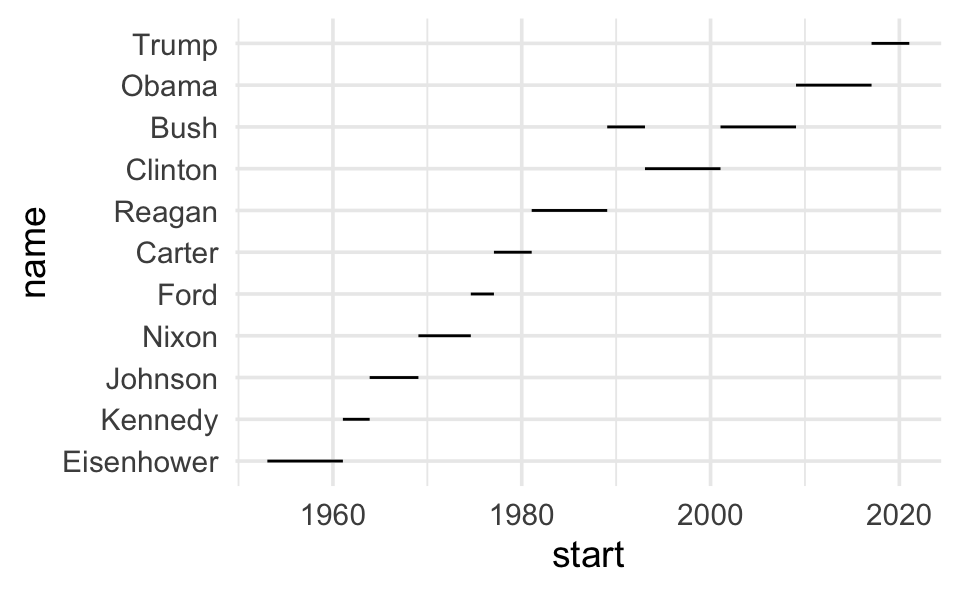 Trump
Obama
Bush
Clinton
Reagan
Carter
Ford
Nixon
Johnson
Kennedy
Eisenhower
name
1960 1980 2000 2020
start